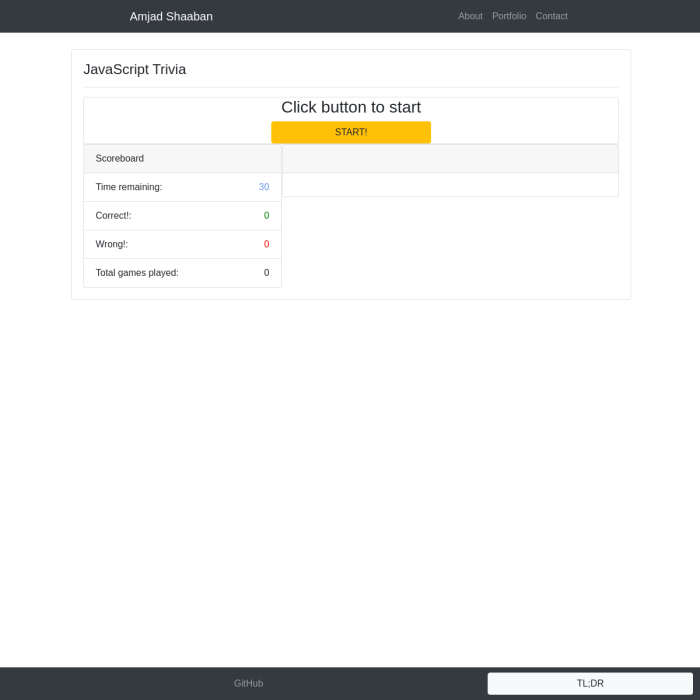 Amjad Shaaban About Portfolio Contact
JavaScript Trivia
Click button to start
START!
Scoreboard
Time remaining: 30
Correct!: 0
Wrong!: 0
Total games played: 0
GitHub TL;DR